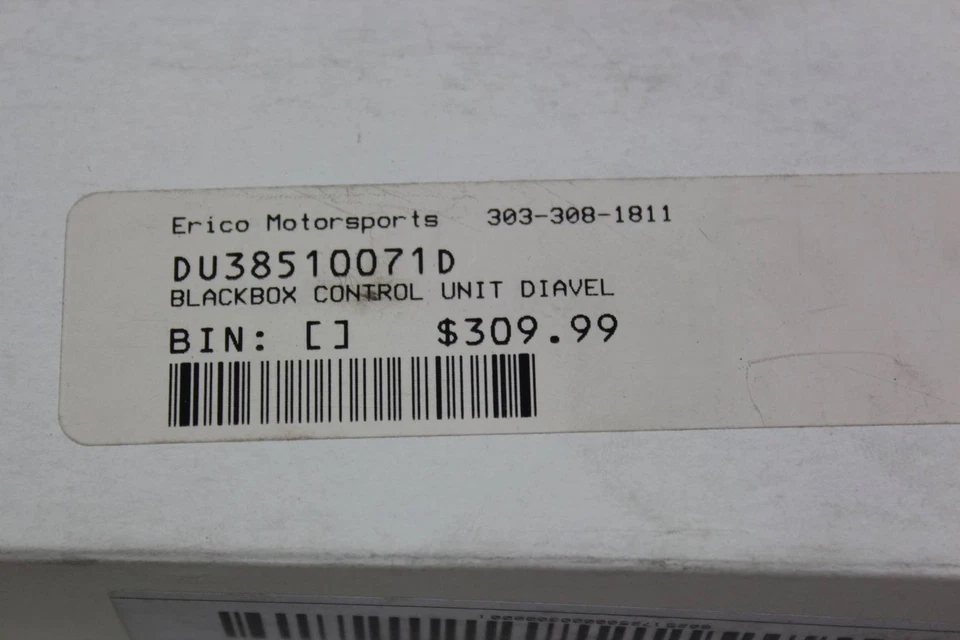 Erico Motorsports 303-308-1811
DU38510071D
BLACKBOX CONTROL UNIT DIAVEL
BIN: [] $309.99